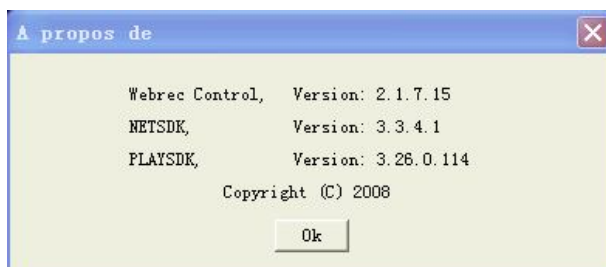 A propos de
Webrec Control, Version: 2.1.7.15
NETSDK, Version: 3.3.4.1
PLAYSDK, Version: 3.26.0.114
Copyright (C) 2008
Ok